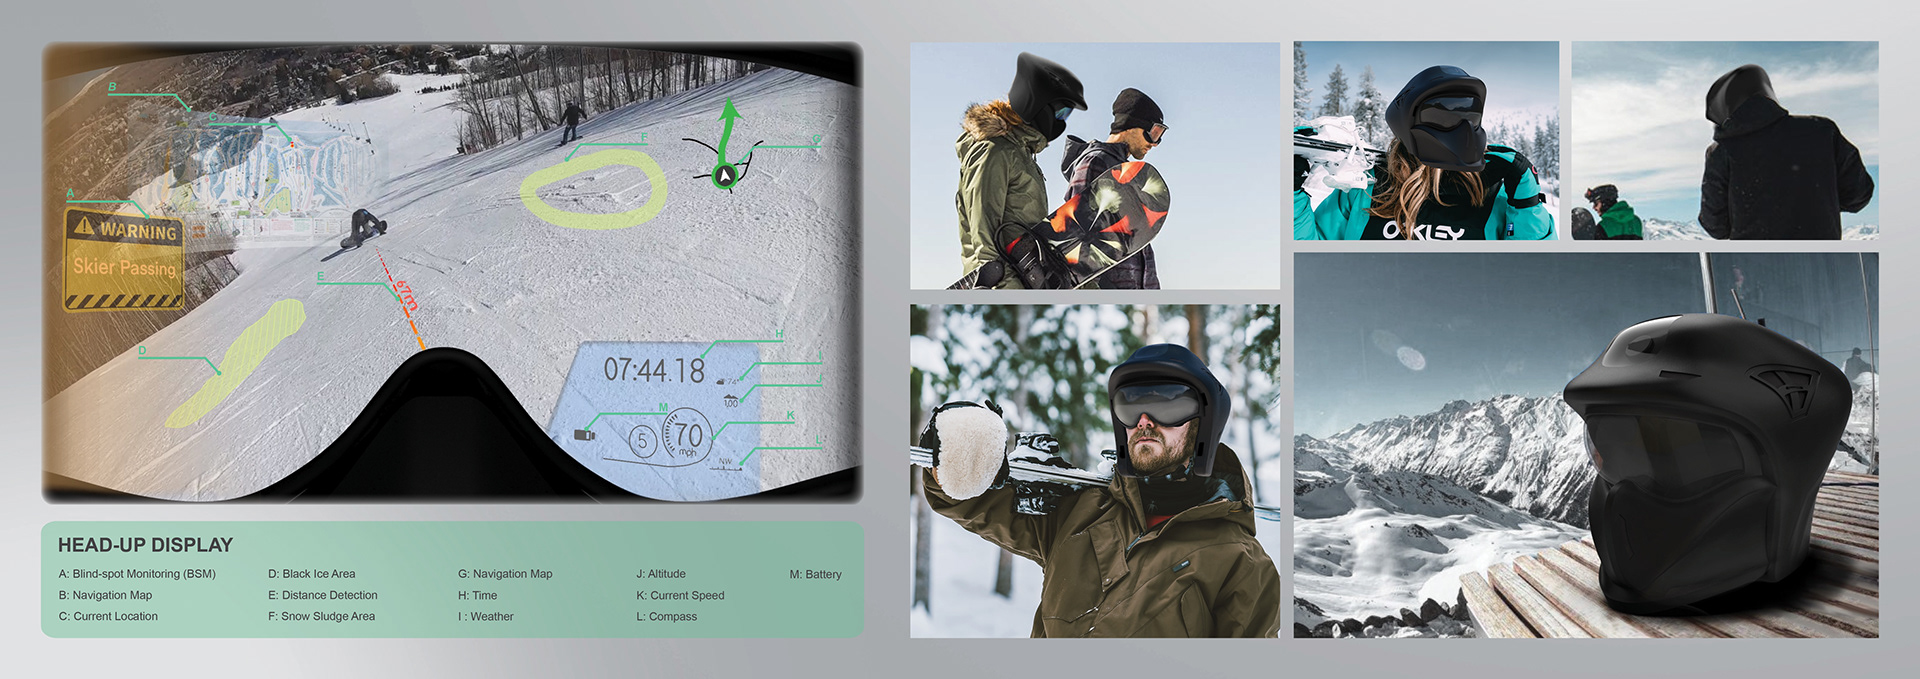 B
C
A
WARNING
Skier Passing
F
G
E
67m
D
H
07:44.18
I
74°
J
100
M
K
5
70
mph
L
NW
OAKLEY
HEAD-UP DISPLAY
A: Blind-spot Monitoring (BSM)
B: Navigation Map
C: Current Location
D: Black Ice Area
E: Distance Detection
F: Snow Sludge Area
G: Navigation Map
H: Time
I : Weather
J: Altitude
K: Current Speed
L: Compass
M: Battery